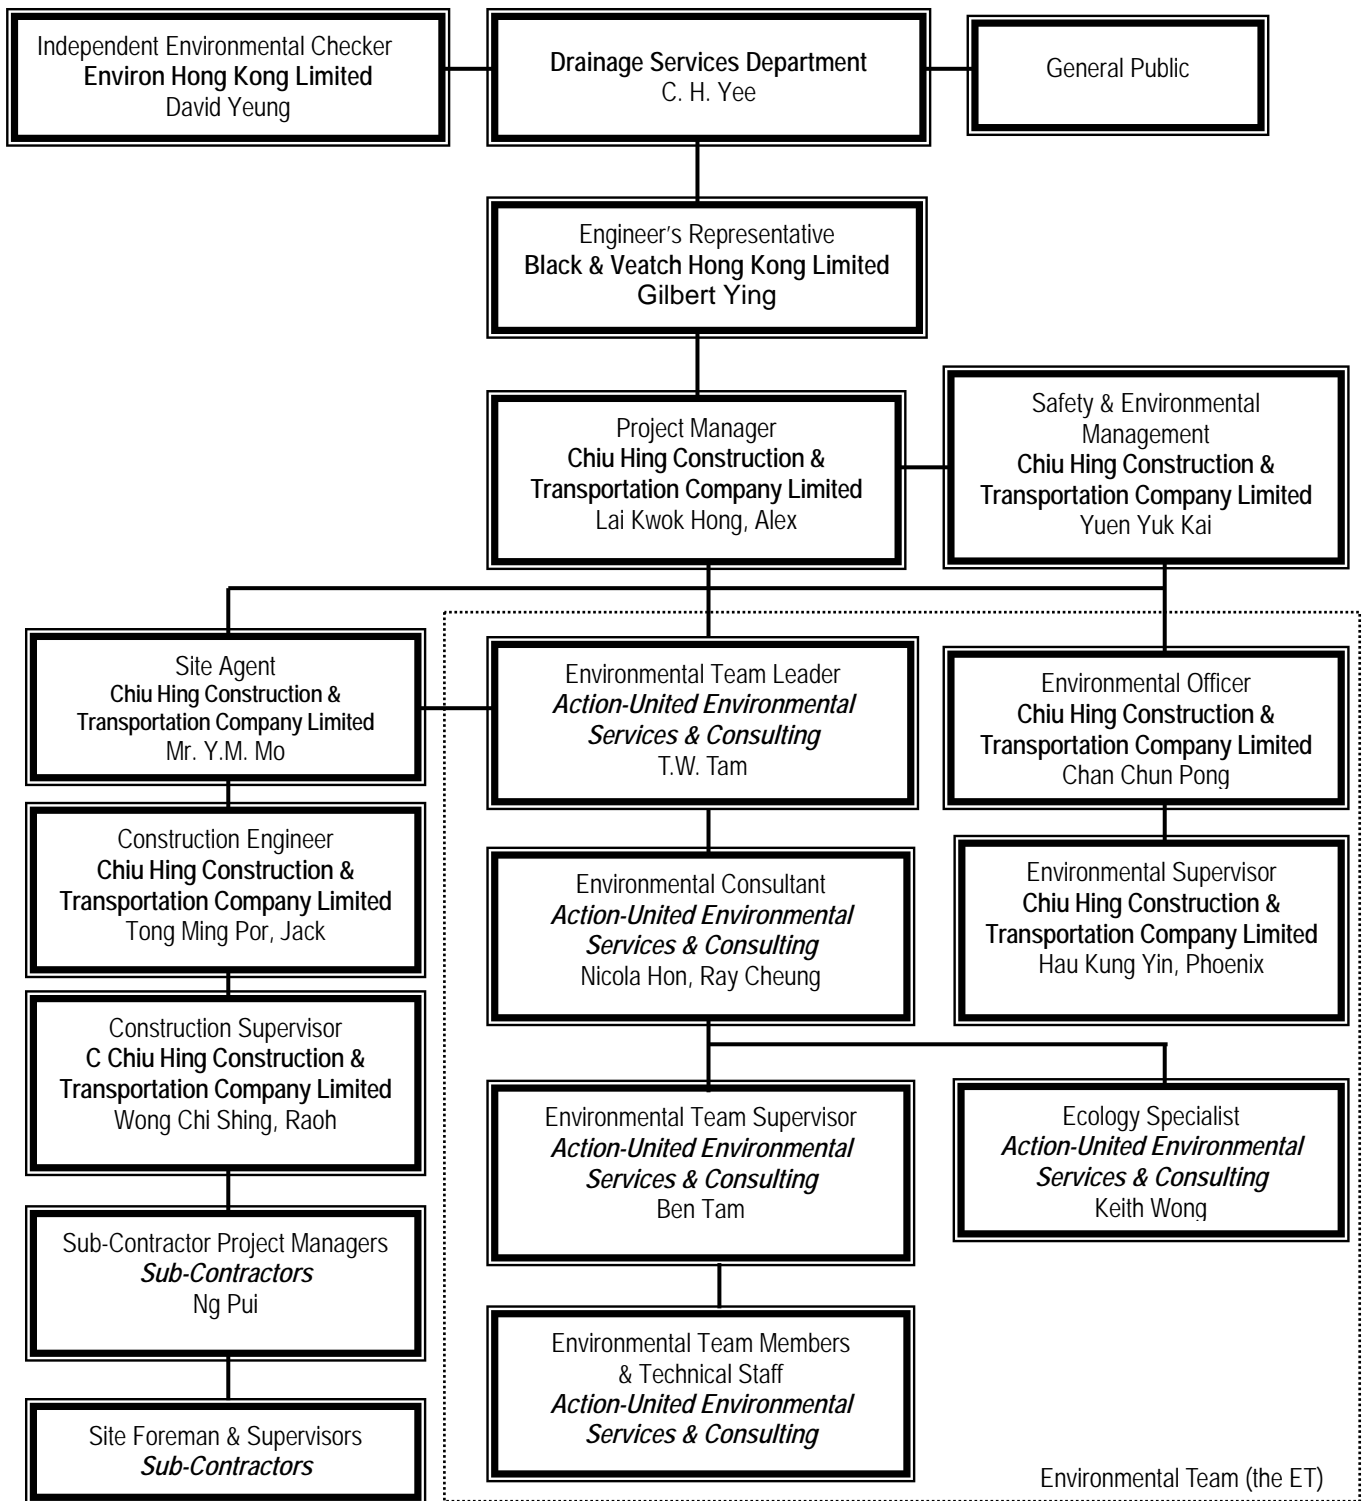 Independent Environmental Checker
Environ Hong Kong Limited
David Yeung
Drainage Services Department
C. H. Yee
General Public
Engineer's Representative
Black & Veatch Hong Kong Limited
Gilbert Ying
Project Manager
Chiu Hing Construction &
Transportation Company Limited
Lai Kwok Hong, Alex
Safety & Environmental
Management
Chiu Hing Construction &
Transportation Company Limited
Yuen Yuk Kai
Site Agent
Chiu Hing Construction &
Transportation Company Limited
Mr. Y.M. Mo
Environmental Team Leader
Action-United Environmental
Services & Consulting
T.W. Tam
Environmental Officer
Chiu Hing Construction &
Transportation Company Limited
Chan Chun Pong
Construction Engineer
Chiu Hing Construction &
Transportation Company Limited
Tong Ming Por, Jack
Environmental Consultant
Action-United Environmental
Services & Consulting
Nicola Hon, Ray Cheung
Environmental Supervisor
Chiu Hing Construction &
Transportation Company Limited
Hau Kung Yin, Phoenix
Construction Supervisor
C Chiu Hing Construction &
Transportation Company Limited
Wong Chi Shing, Raoh
Environmental Team Supervisor
Action-United Environmental
Services & Consulting
Ben Tam
Ecology Specialist
Action-United Environmental
Services & Consulting
Keith Wong
Sub-Contractor Project Managers
Sub-Contractors
Ng Pui
Environmental Team Members
& Technical Staff
Action-United Environmental
Services & Consulting
Site Foreman & Supervisors
Sub-Contractors
Environmental Team (the ET)